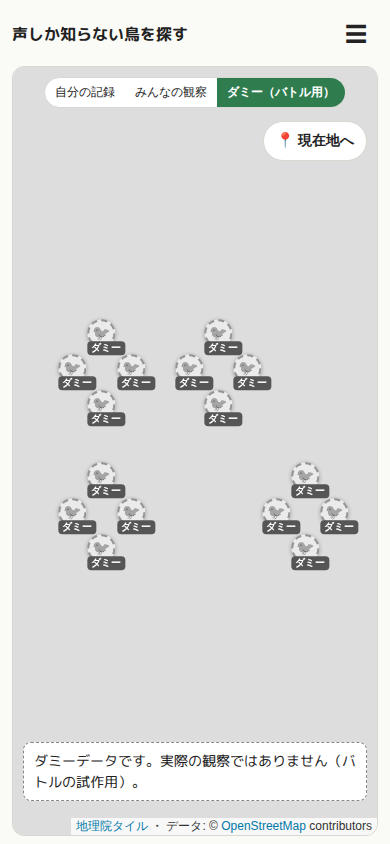 声しか知らない鳥を探す
自分の記録 みんなの観察 ダミー（バトル用）
📍 現在地へ
ダミー ダミー
ダミー ダミー ダミー ダミー
ダミー ダミー
ダミー ダミー
ダミー ダミー ダミー ダミー
ダミー ダミー
ダミーデータです。実際の観察ではありません（バ
トルの試作用）。
地理院タイル ・ データ: © OpenStreetMap contributors